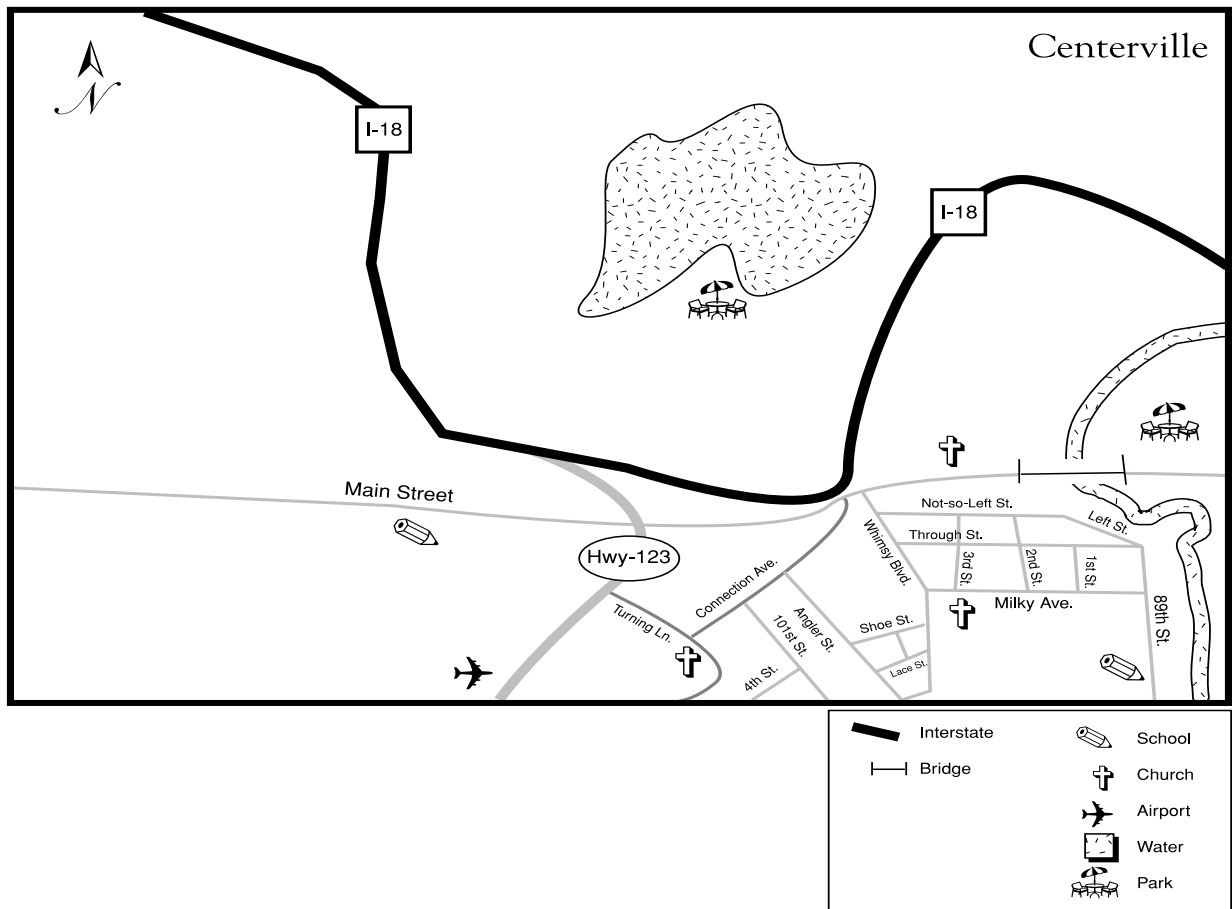 Centerville
N
I-18
I-18
Main Street
Not-so-Left St.
Left St.
Through St.
Whimsy Blvd.
3rd St.
2nd St.
1st St.
Hwy-123
Connection Ave.
Milky Ave.
89th St.
Turning Ln.
Angler St.
101st St.
Shoe St.
Lace St.
4th St.
Interstate
Bridge
School
Church
Airport
Water
Park